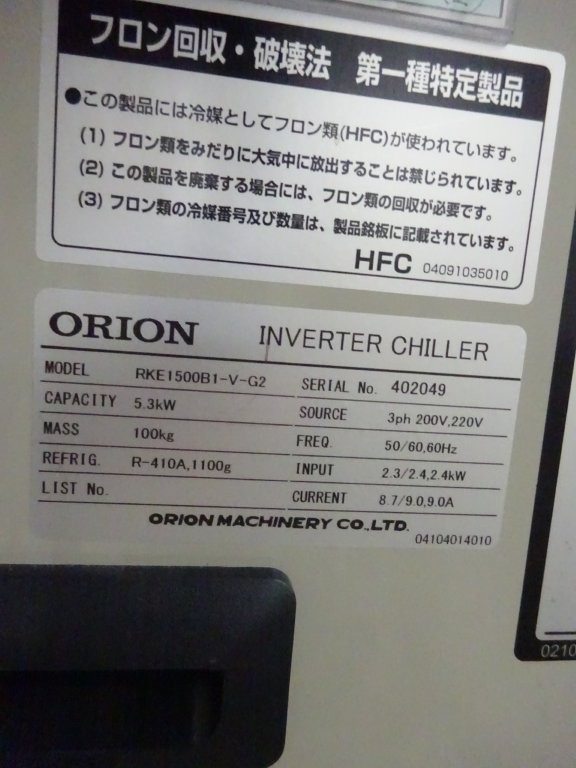 フロン回収・破壊法 第一種特定製品
●この製品には冷媒としてフロン類(HFC)が使われています。
(1) フロン類をみだりに大気中に放出することは禁じられています。
(2) この製品を廃棄する場合には、フロン類の回収が必要です。
(3) フロン類の冷媒番号及び数量は、製品銘板に記載されています。
HFC 04091035010
ORION INVERTER CHILLER
MODEL RKE1500B1-V-G2
CAPACITY 5.3kW
MASS 100kg
REFRIG. R-410A,1100g
LIST No.
SERIAL No. 402049
SOURCE 3ph 200V,220V
FREQ. 50/60,60Hz
INPUT 2.3/2.4,2.4kW
CURRENT 8.7/9.0,9.0A
ORION MACHINERY CO.,LTD.
04104014010
0210